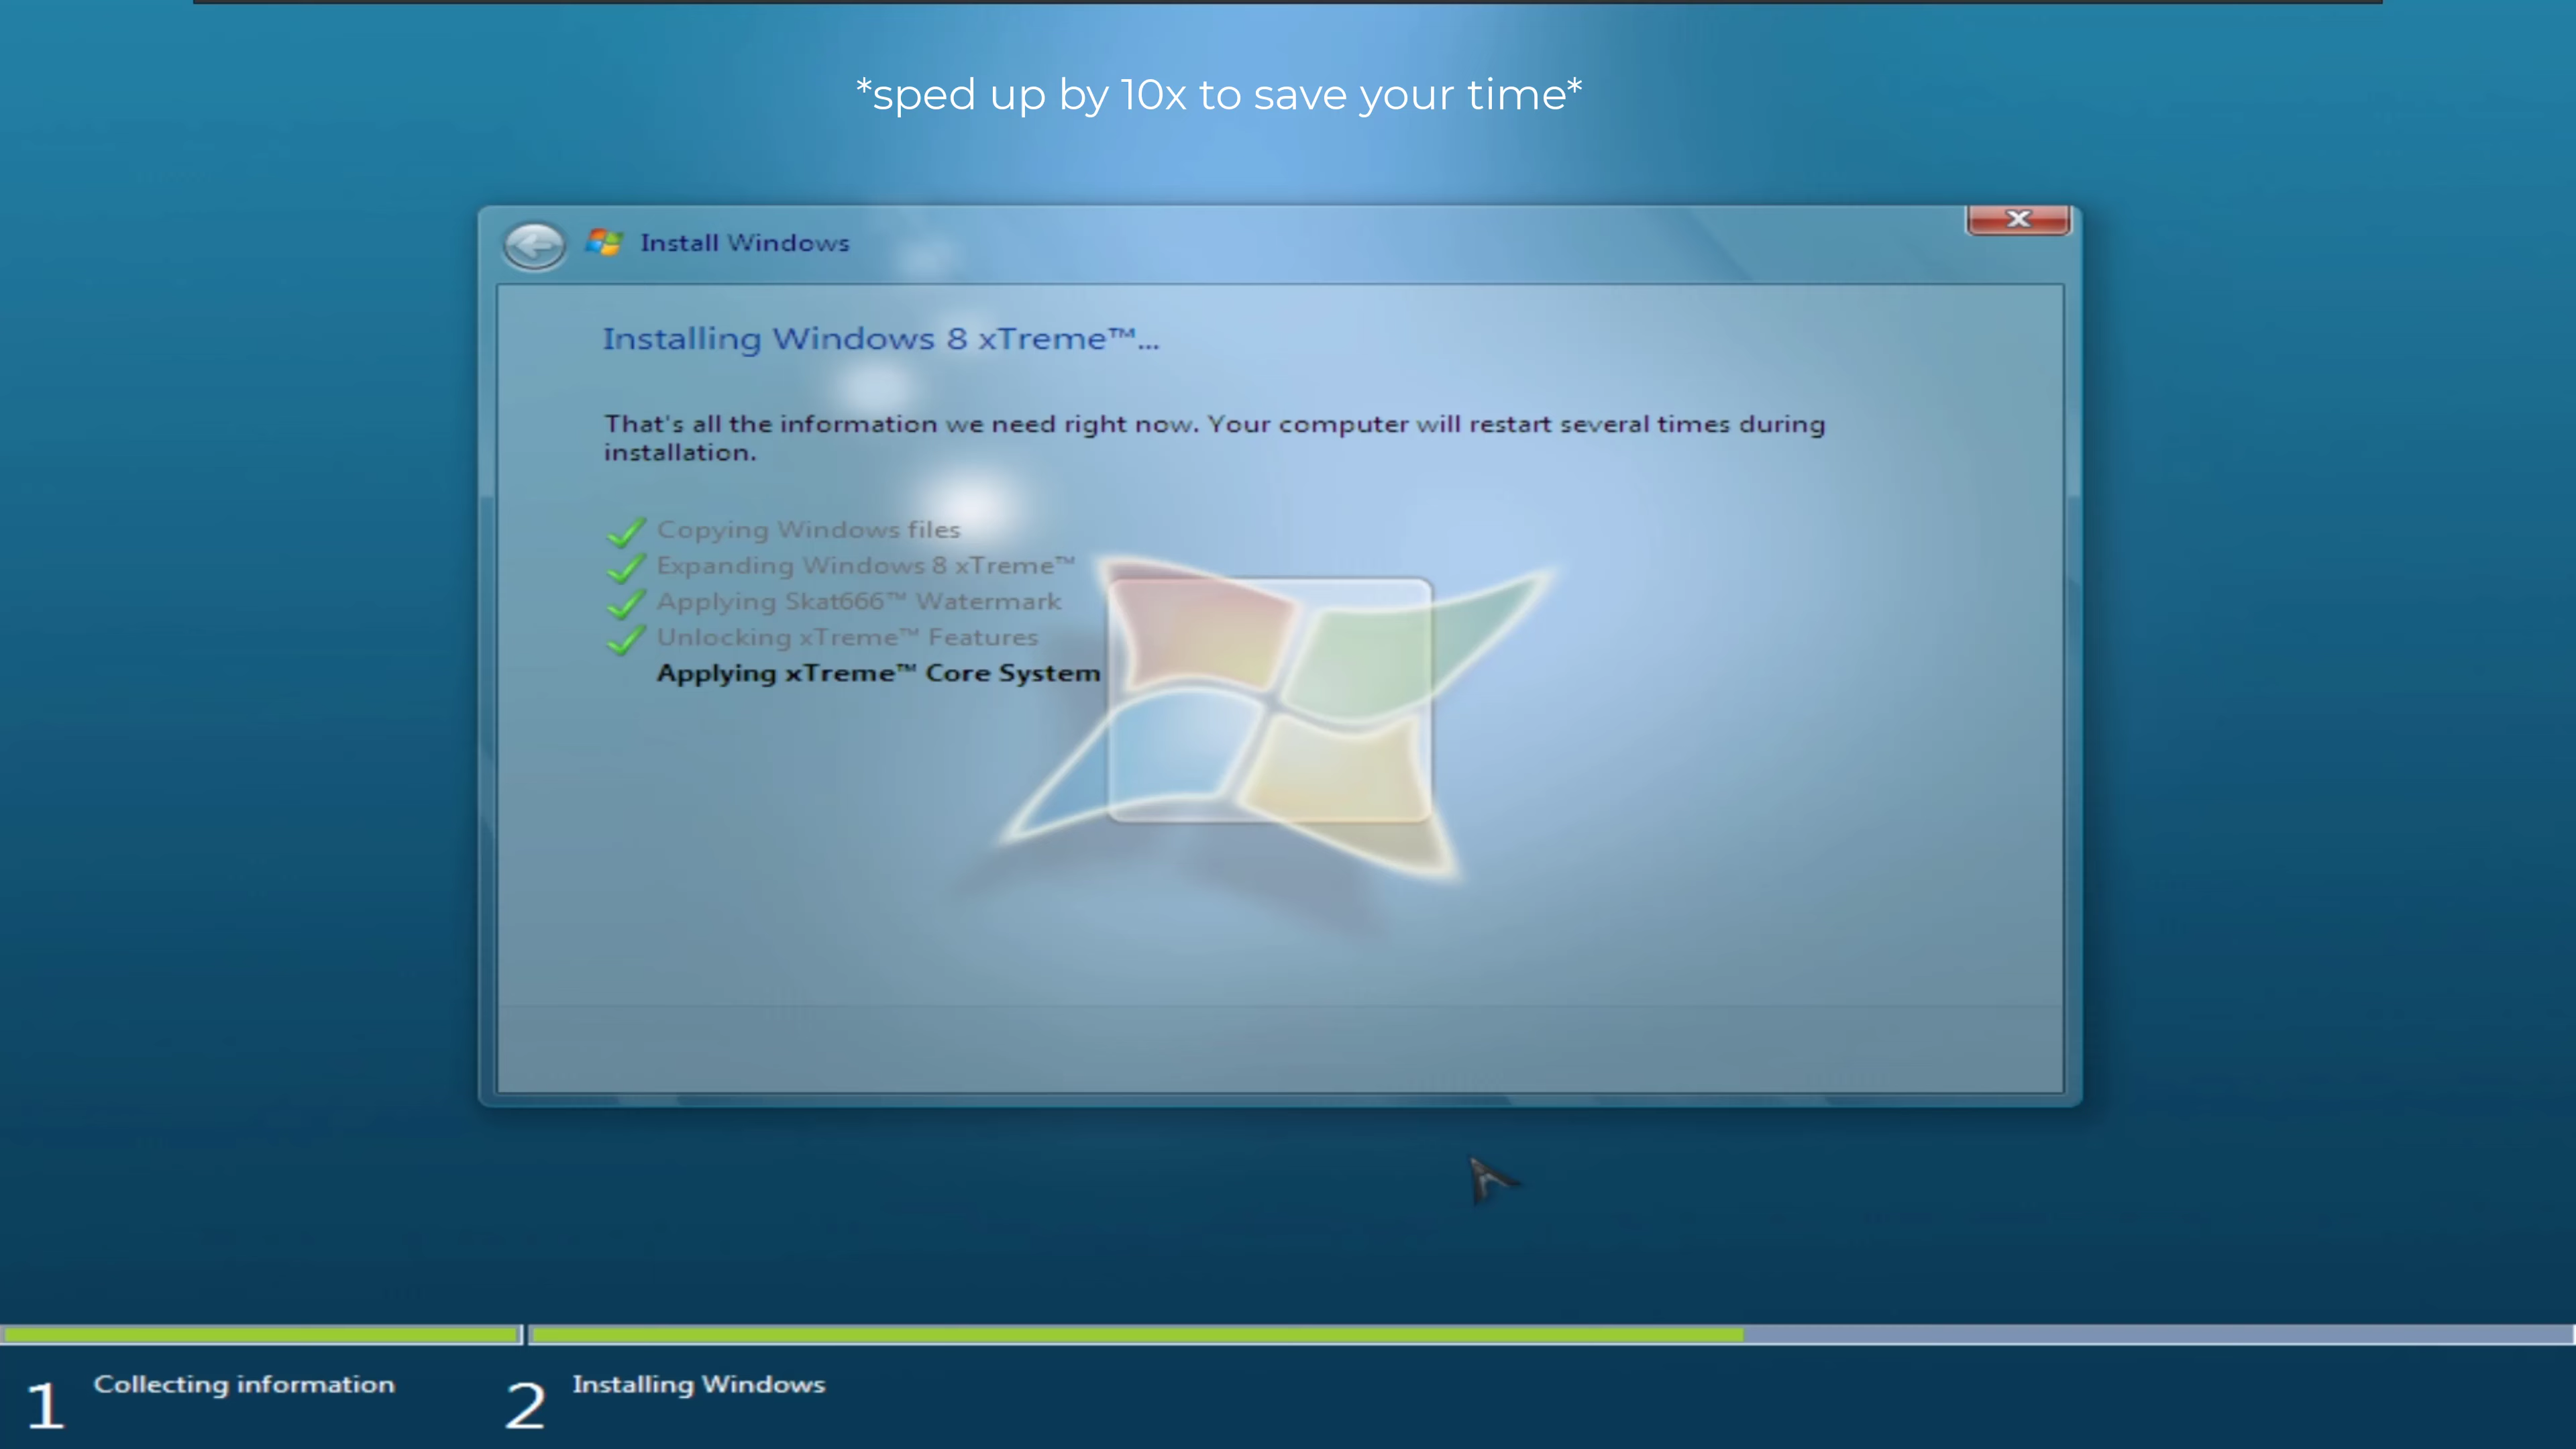 *sped up by 10x to save your time*
Install Windows
Installing Windows 8 xTreme™...
That's all the information we need right now. Your computer will restart several times during
installation.
Copying Windows files
Expanding Windows 8 xTreme™
Applying Skat666™ Watermark
Unlocking xTreme™ Features
Applying xTreme™ Core System
1 Collecting information
2 Installing Windows